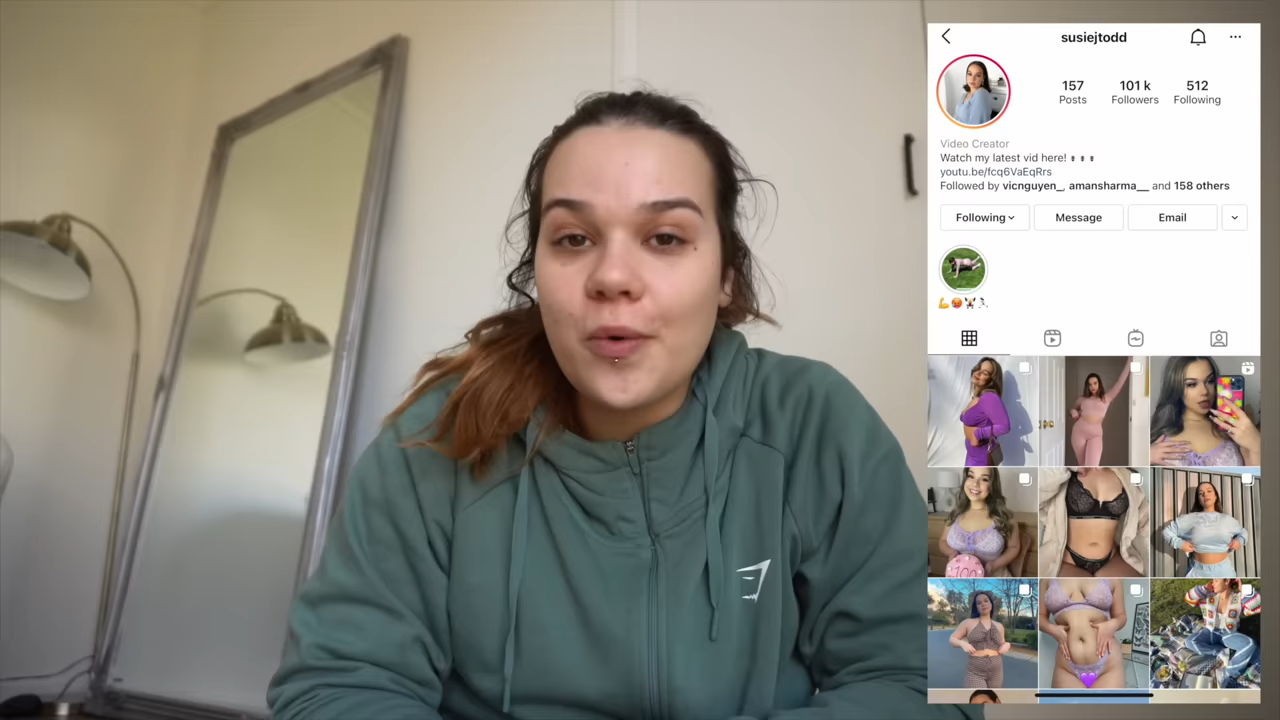 susiejtodd
157 101 k 512
Posts Followers Following
Video Creator
Watch my latest vid here!
youtu.be/fcq6VaEqRrs
Followed by vicnguyen_, amansharma__ and 158 others
Following Message Email
100